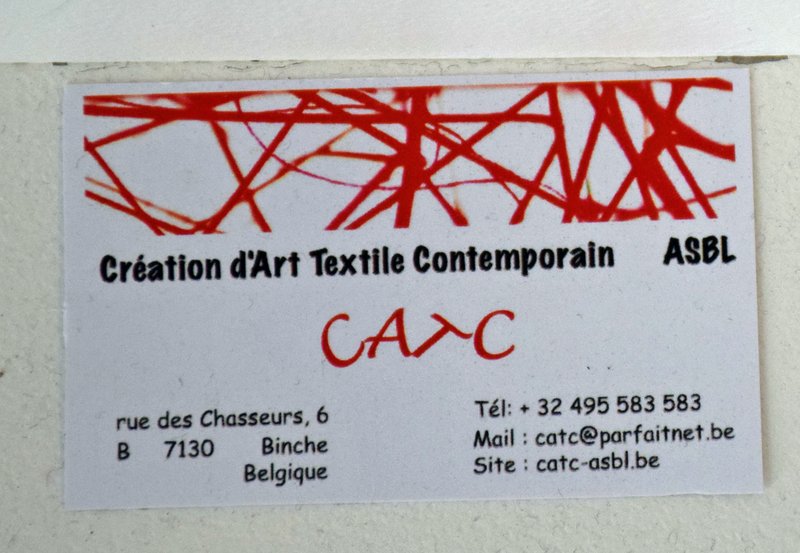 Création d'Art Textile Contemporain ASBL
CATC
rue des Chasseurs, 6
B 7130 Binche
Belgique
Tél: + 32 495 583 583
Mail : catc@parfaitnet.be
Site : catc-asbl.be